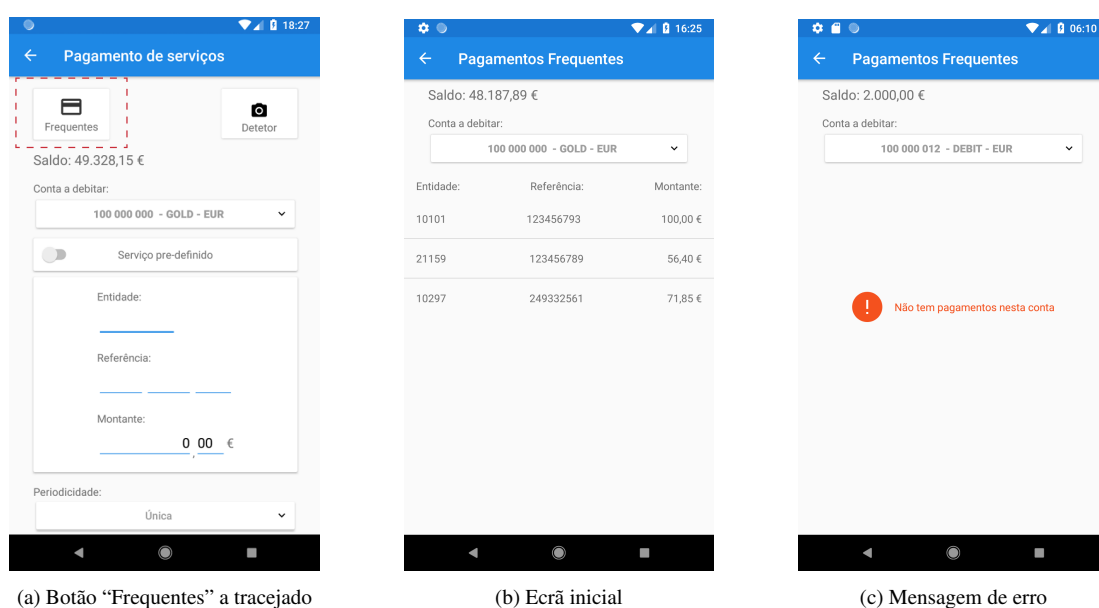 18:27
Pagamento de serviços
Frequentes
Detetor
Saldo: 49.328,15 €
Conta a debitar:
100 000 000 - GOLD - EUR
Serviço pre-definido
Entidade:
Referência:
Montante:
0 , 00 €
Periodicidade:
Única
(a) Botão “Frequentes” a tracejado
16:25
Pagamentos Frequentes
Saldo: 48.187,89 €
Conta a debitar:
100 000 000 - GOLD - EUR
Entidade: Referência: Montante:
10101 123456793 100,00 €
21159 123456789 56,40 €
10297 249332561 71,85 €
(b) Ecrã inicial
06:10
Pagamentos Frequentes
Saldo: 2.000,00 €
Conta a debitar:
100 000 012 - DEBIT - EUR
! Não tem pagamentos nesta conta
(c) Mensagem de erro